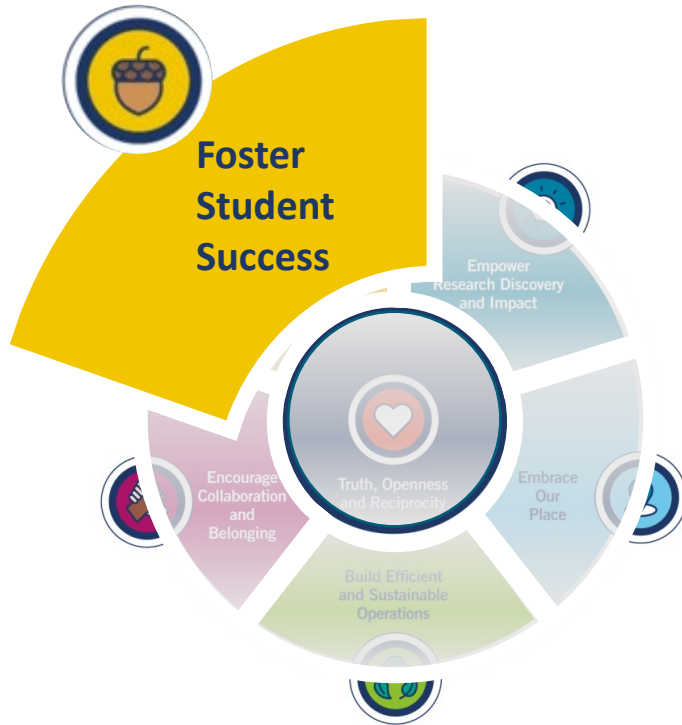 Foster
Student
Success
Empower
Research Discovery
and Impact
Embrace
Our
Place
Build Efficient
and Sustainable
Operations
Encourage
Collaboration
and
Belonging
Truth, Openness
and Reciprocity